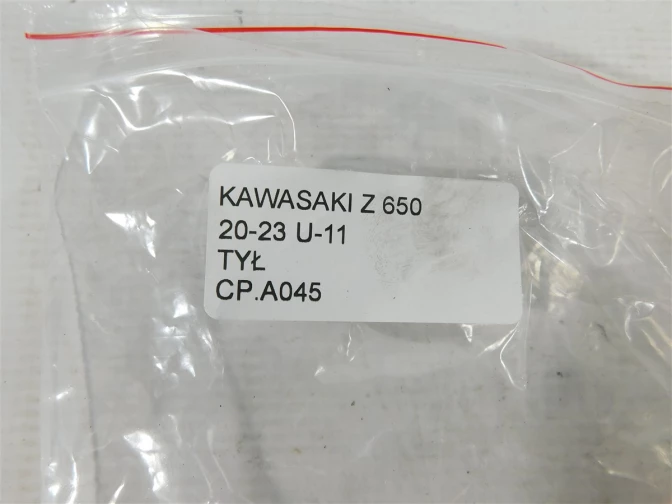 KAWASAKI Z 650
20-23 U-11
TYŁ
CP.A045